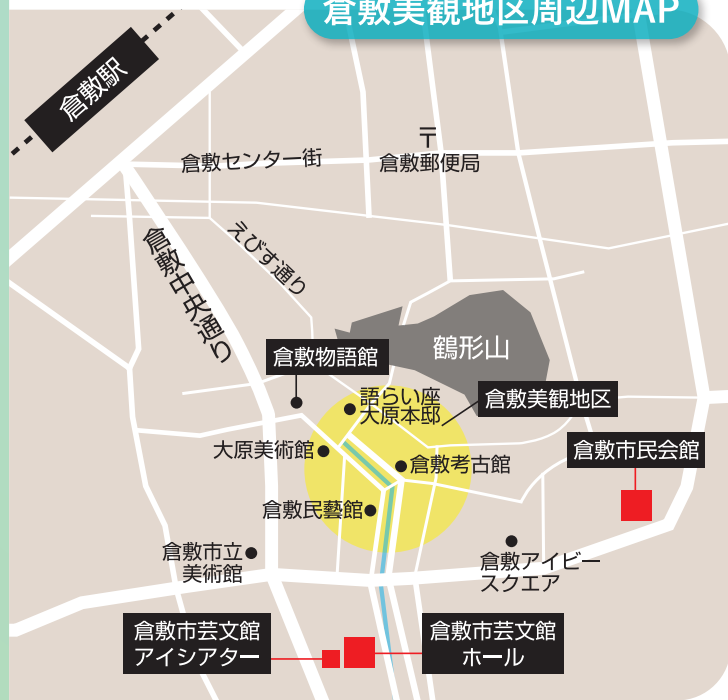 倉敷美観地区周辺MAP
倉敷駅
倉敷センター街
〒
倉敷郵便局
えびす通り
倉敷中央通り
鶴形山
倉敷物語館
語らい座
大原本邸
倉敷美観地区
大原美術館
倉敷考古館
倉敷市民会館
倉敷民藝館
倉敷市立
美術館
倉敷アイビー
スクエア
倉敷市芸文館
アイシアター
倉敷市芸文館
ホール